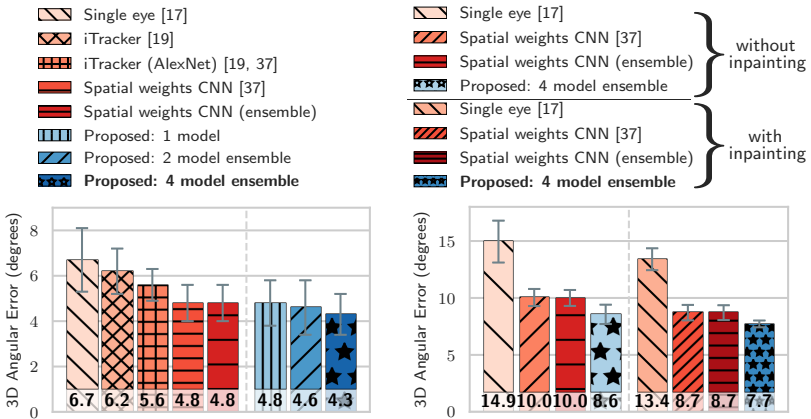 Single eye [17]
iTracker [19]
iTracker (AlexNet) [19, 37]
Spatial weights CNN [37]
Spatial weights CNN (ensemble)
Proposed: 1 model
Proposed: 2 model ensemble
Proposed: 4 model ensemble
3D Angular Error (degrees)
8
6
4
2
0
6.7 6.2 5.6 4.8 4.8 4.8 4.6 4.3
Single eye [17]
Spatial weights CNN [37]
Spatial weights CNN (ensemble)
Proposed: 4 model ensemble
without
inpainting
Single eye [17]
Spatial weights CNN [37]
Spatial weights CNN (ensemble)
Proposed: 4 model ensemble
with
inpainting
3D Angular Error (degrees)
15
10
5
0
14.9 10.0 10.0 8.6 13.4 8.7 8.7 7.7